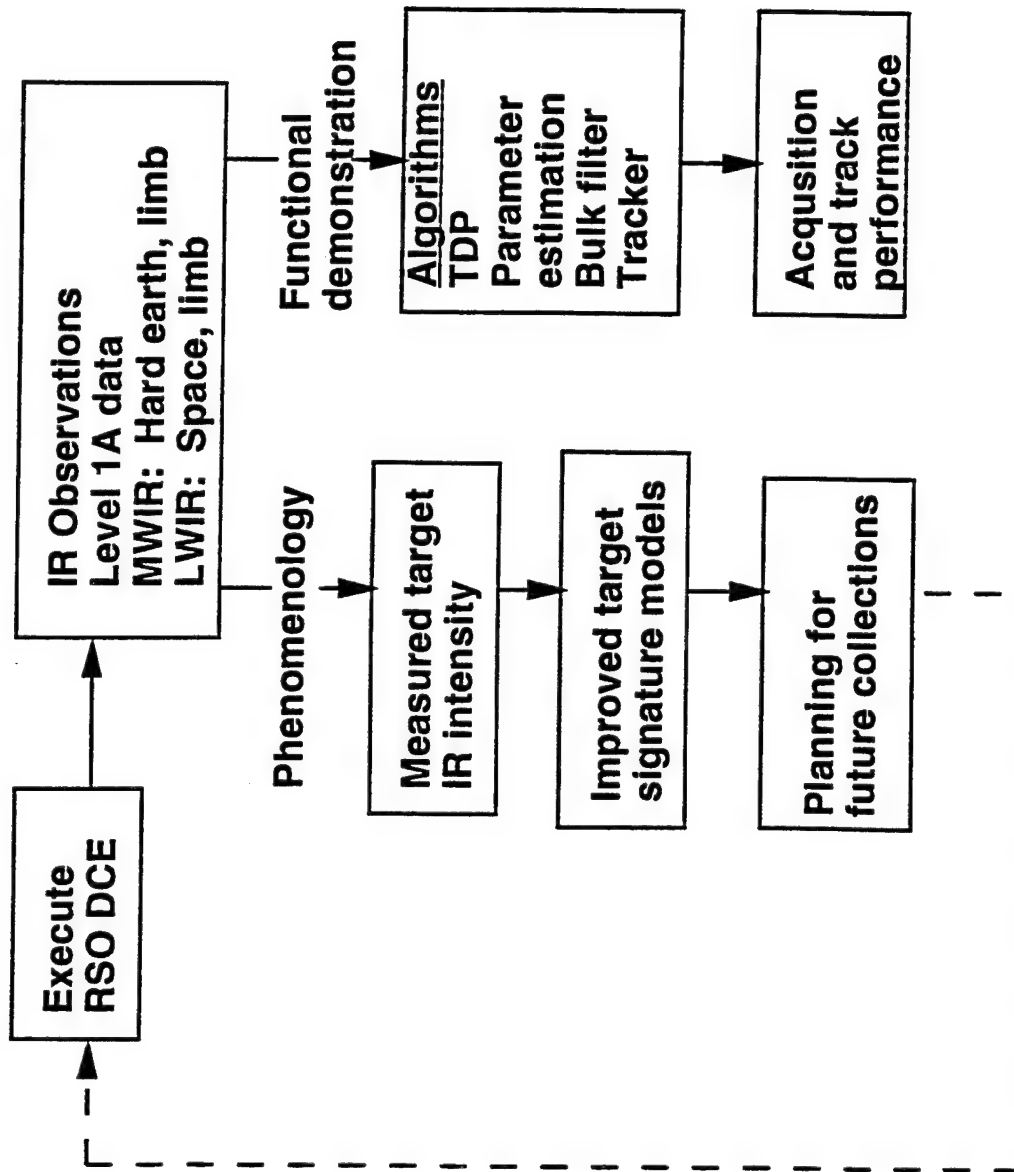 Execute
RSO DCE
IR Observations
Level 1A data
MWIR: Hard earth, limb
LWIR: Space, limb
Phenomenology
Measured target
IR intensity
Improved target
signature models
Planning for
future collections
Functional
demonstration
Algorithms
TDP
Parameter
estimation
Bulk filter
Tracker
Acqusition
and track
performance